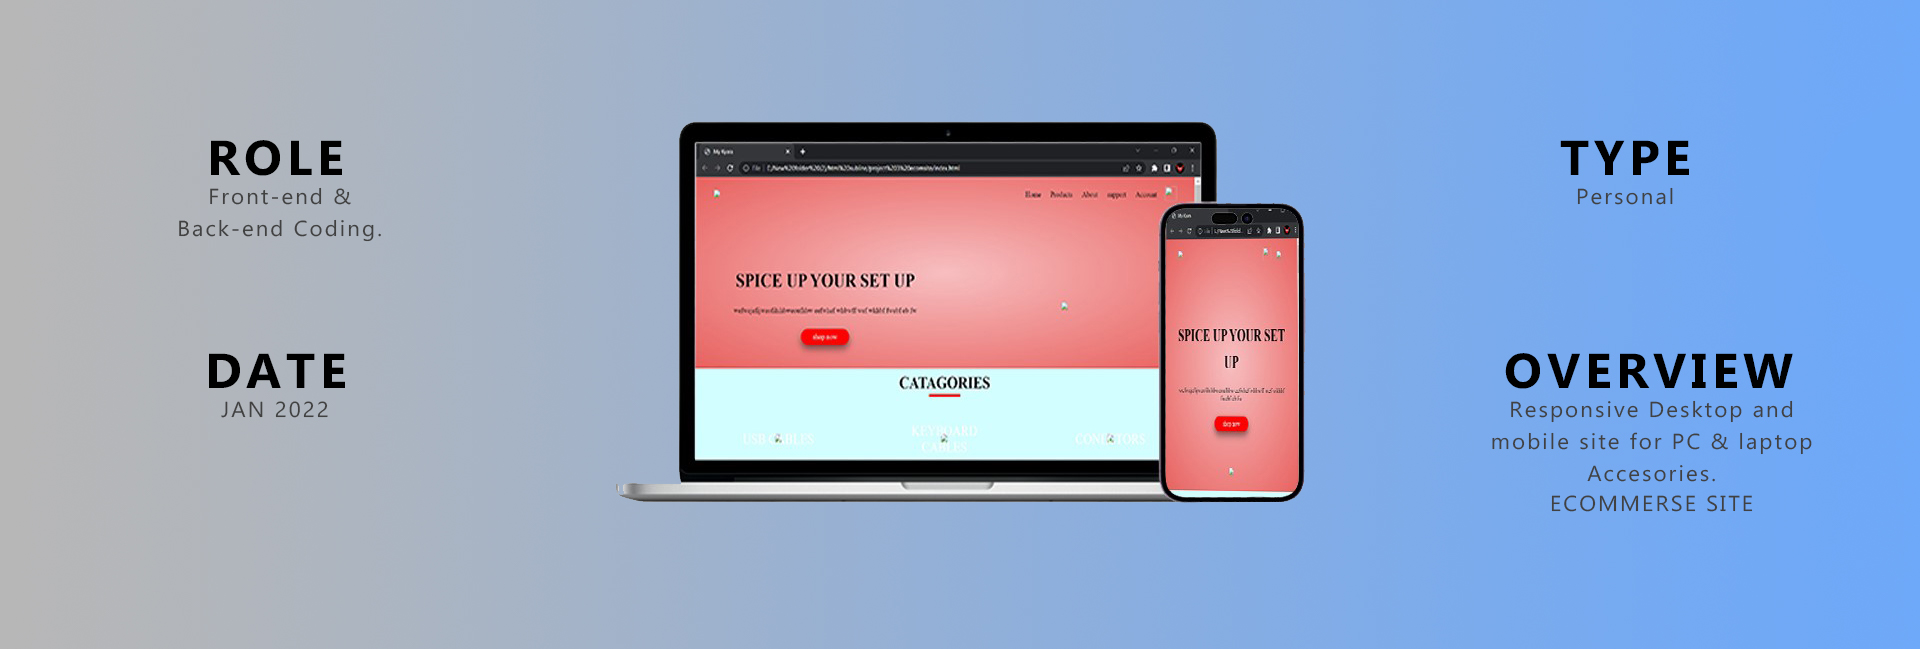 ROLE
Front-end &
Back-end Coding.
DATE
JAN 2022
My Kyora
Home Products About support Account
SPICE UP YOUR SET UP
shop now
CATAGORIES
USB CABLES
KEYBOARD
CABLES
SPICE UP YOUR SET
UP
shop now
TYPE
Personal
OVERVIEW
Responsive Desktop and
mobile site for PC & laptop
Accesories.
ECOMMERSE SITE